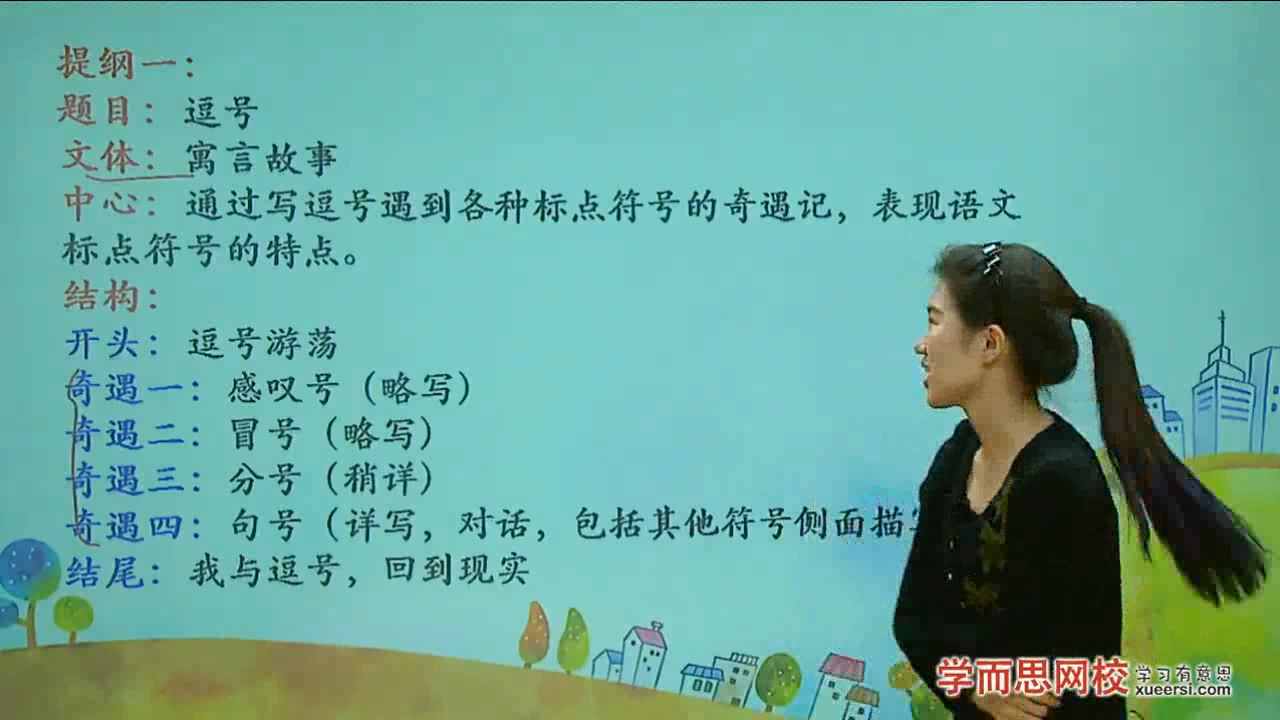 提纲一：
题目：逗号
文体：寓言故事
中心：通过写逗号遇到各种标点符号的奇遇记，表现语文
标点符号的特点。
结构：
开头：逗号游荡
奇遇一：感叹号（略写）
奇遇二：冒号（略写）
奇遇三：分号（稍详）
奇遇四：句号（详写，对话，包括其他符号侧面描
结尾：我与逗号，回到现实
学而思网校 学习有意思
xueersi.com